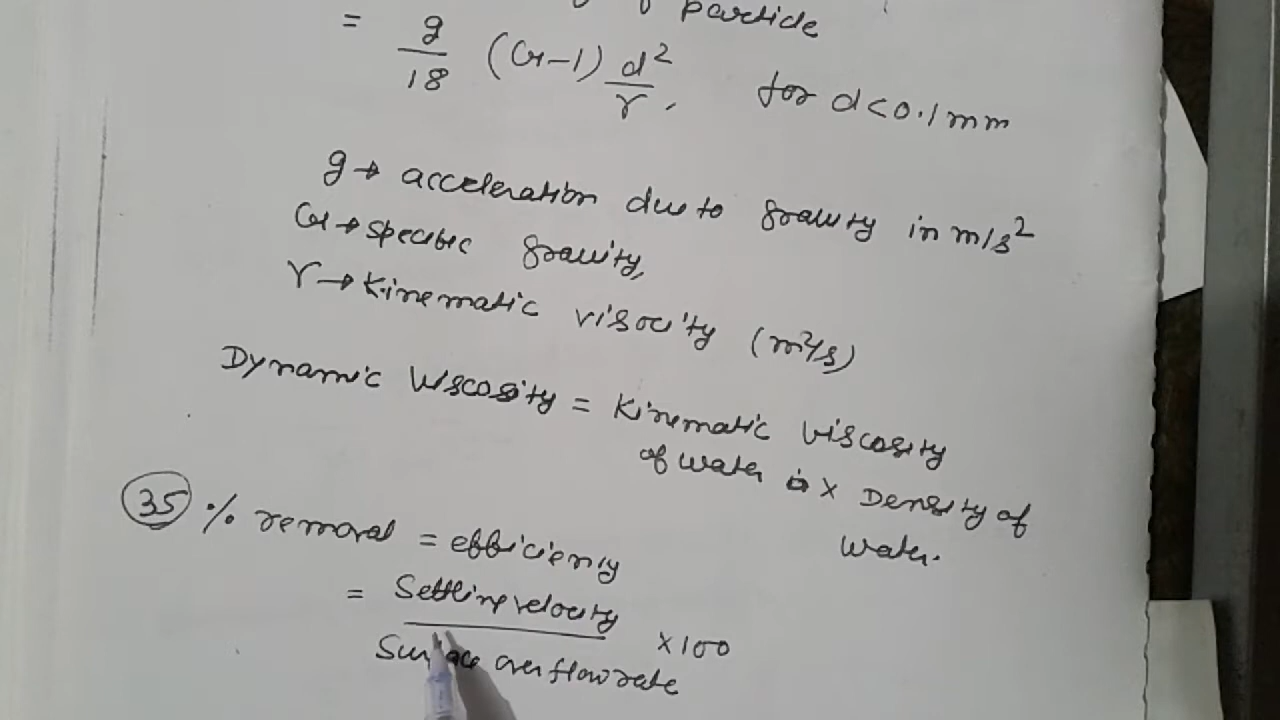 particle
= g/18 (G-1) d²/γ, for d<0.1mm
g → acceleration due to gravity in m/s²
G → specific gravity,
γ → Kinematic visocity (m²/s)
Dynamic Viscosity = Kinematic viscosity
of water × Density of
water.
(35) % removal = efficiency
= Settling velocity
× 100
Surface overflow rate